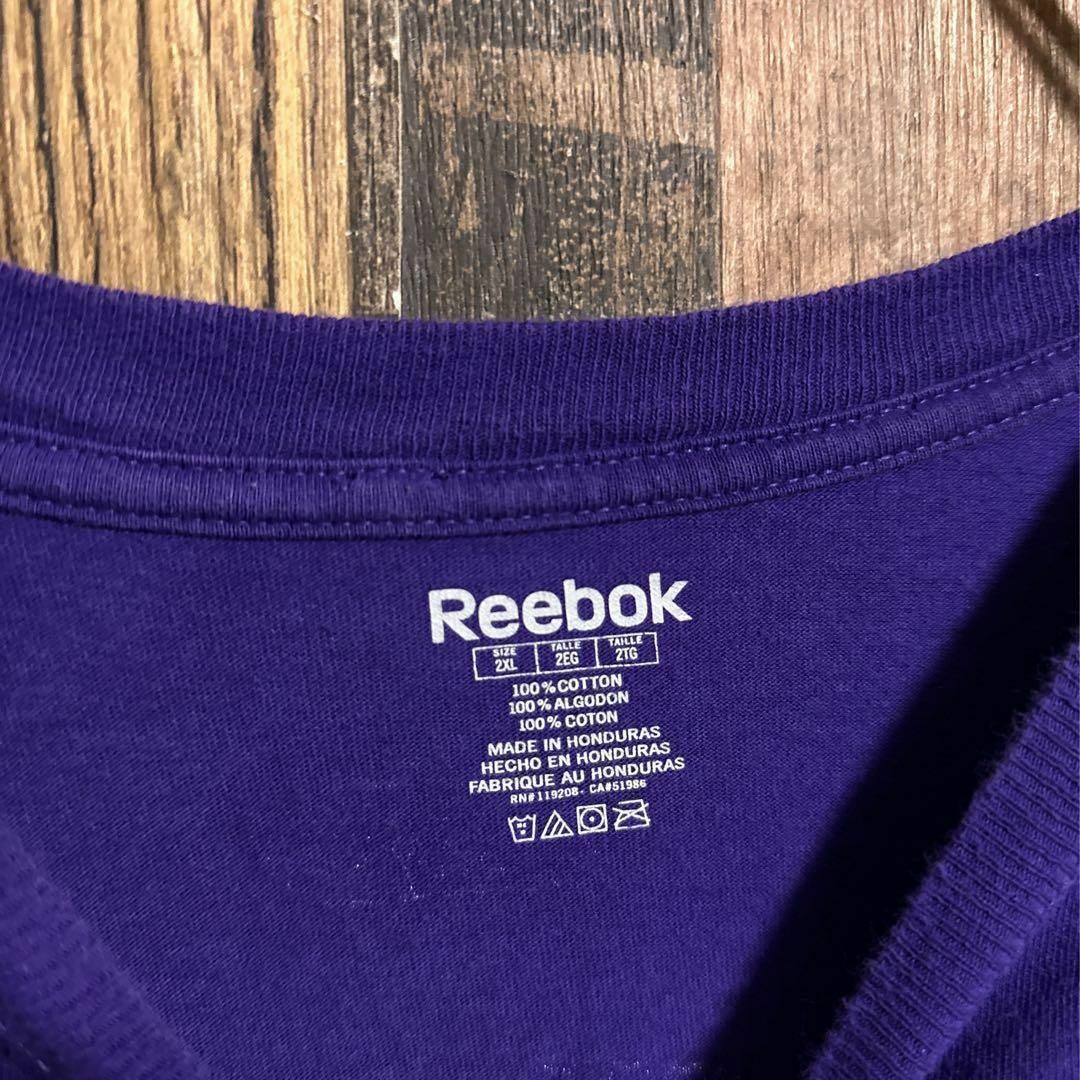 Reebok
SIZE TALLE TAILLE
2XL 2EG 2TG
100% COTTON
100% ALGODON
100% COTON
MADE IN HONDURAS
HECHO EN HONDURAS
FABRIQUE AU HONDURAS
RN# 119208 - CA#51986